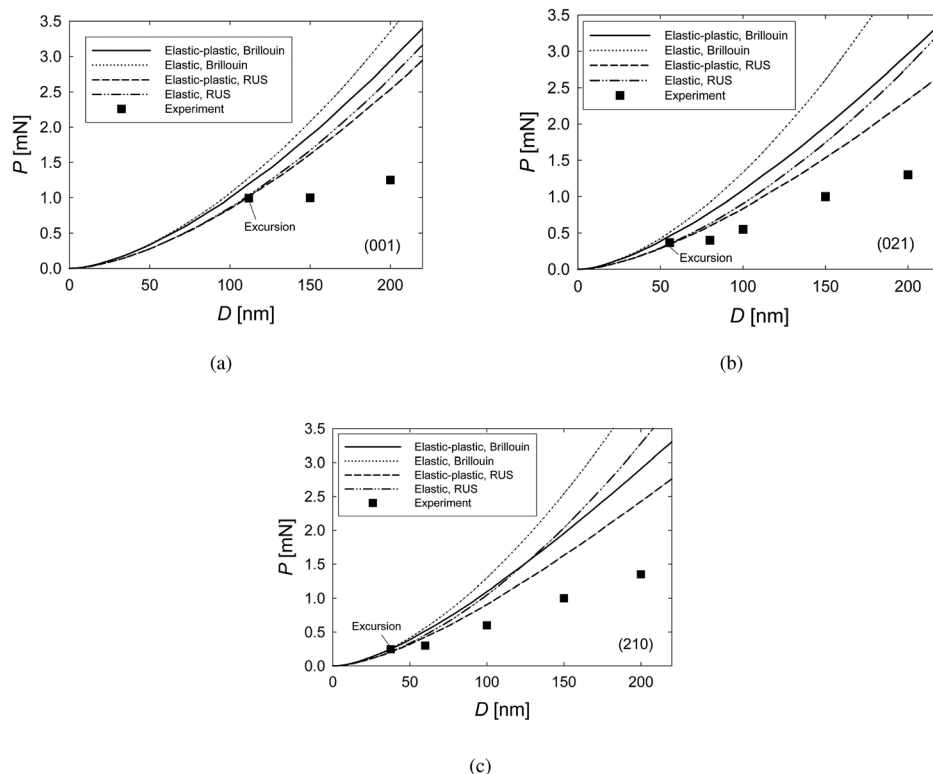 3.5
3.0
2.5
2.0
1.5
1.0
0.5
0.0
P [mN]
Elastic-plastic, Brillouin
Elastic, Brillouin
Elastic-plastic, RUS
Elastic, RUS
Experiment
Excursion
(001)
0 50 100 150 200
D [nm]
(a)
3.5
3.0
2.5
2.0
1.5
1.0
0.5
0.0
P [mN]
Elastic-plastic, Brillouin
Elastic, Brillouin
Elastic-plastic, RUS
Elastic, RUS
Experiment
Excursion
(021)
0 50 100 150 200
D [nm]
(b)
3.5
3.0
2.5
2.0
1.5
1.0
0.5
0.0
P [mN]
Elastic-plastic, Brillouin
Elastic, Brillouin
Elastic-plastic, RUS
Elastic, RUS
Experiment
Excursion
(210)
0 50 100 150 200
D [nm]
(c)